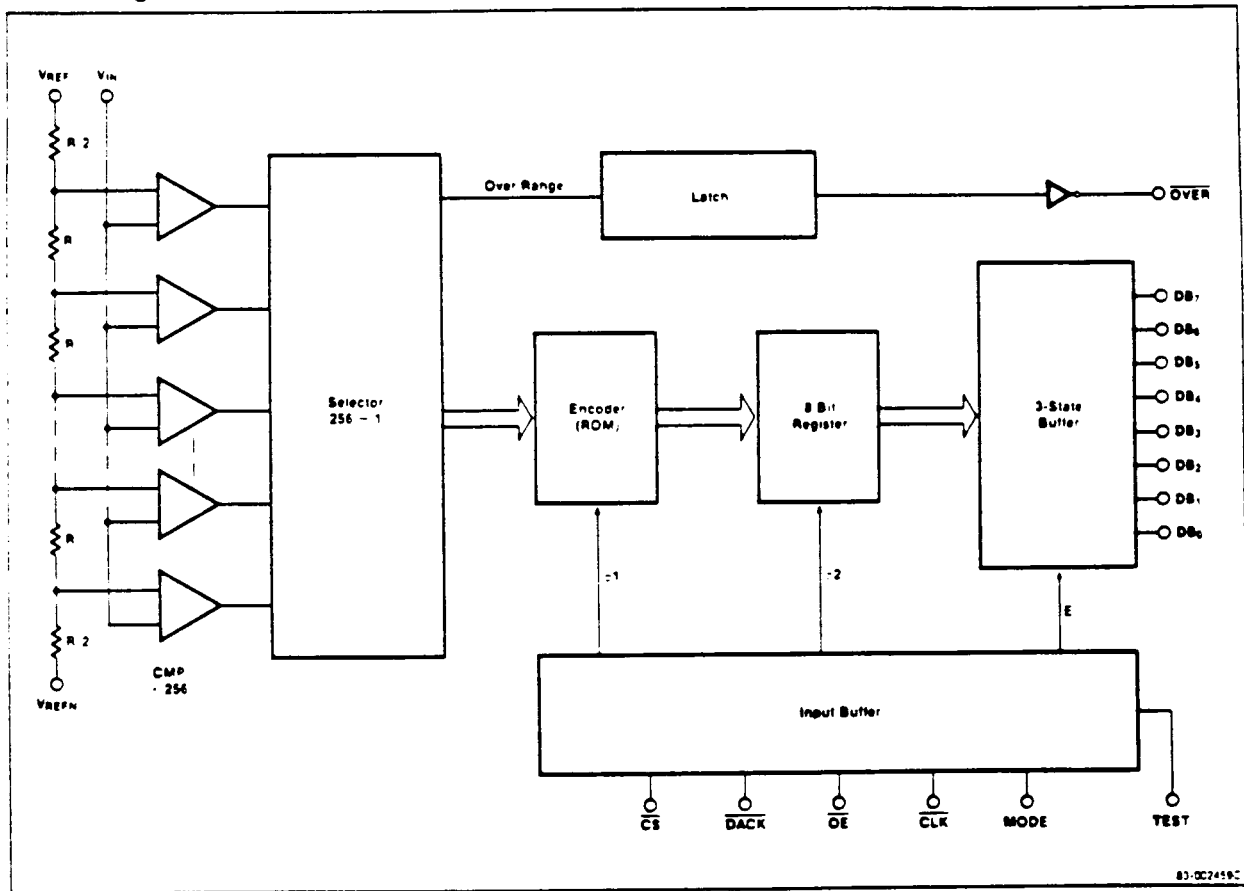 VREF VIN
R 2
R
R
R
R 2
VREFN
CMP
· 256
Selector
256 – 1
Over Range
Latch
OVER
Encoder
(ROM)
8 Bit
Register
3-State
Buffer
DB7
DB6
DB5
DB4
DB3
DB2
DB1
DB0
E
Input Buffer
CS DACK OE CLK MODE TEST